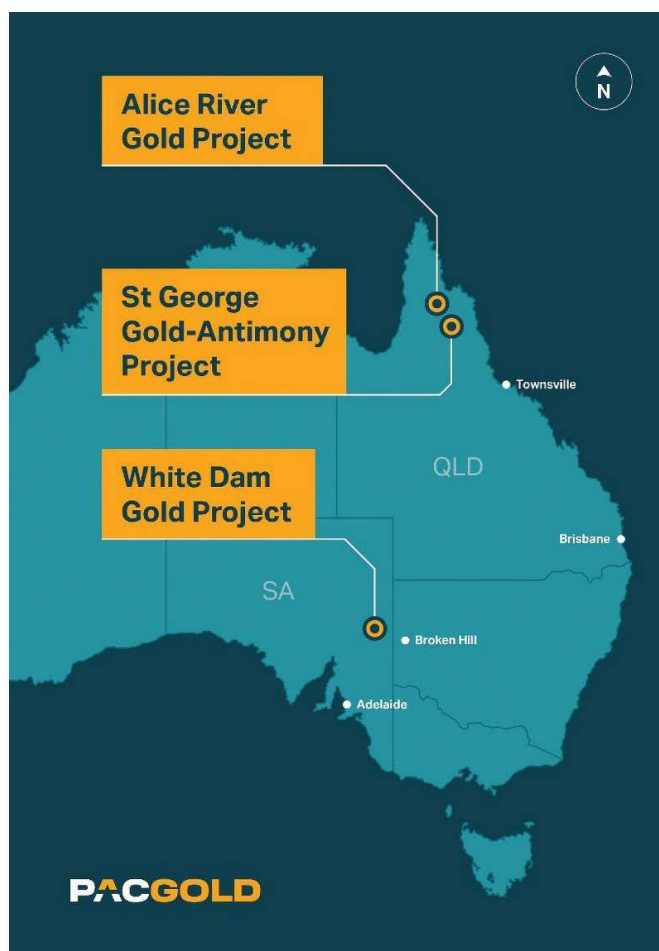 Alice River
Gold Project
N
St George
Gold-Antimony
Project
Townsville
White Dam
Gold Project
QLD
Brisbane
SA
Broken Hill
Adelaide
PACGOLD